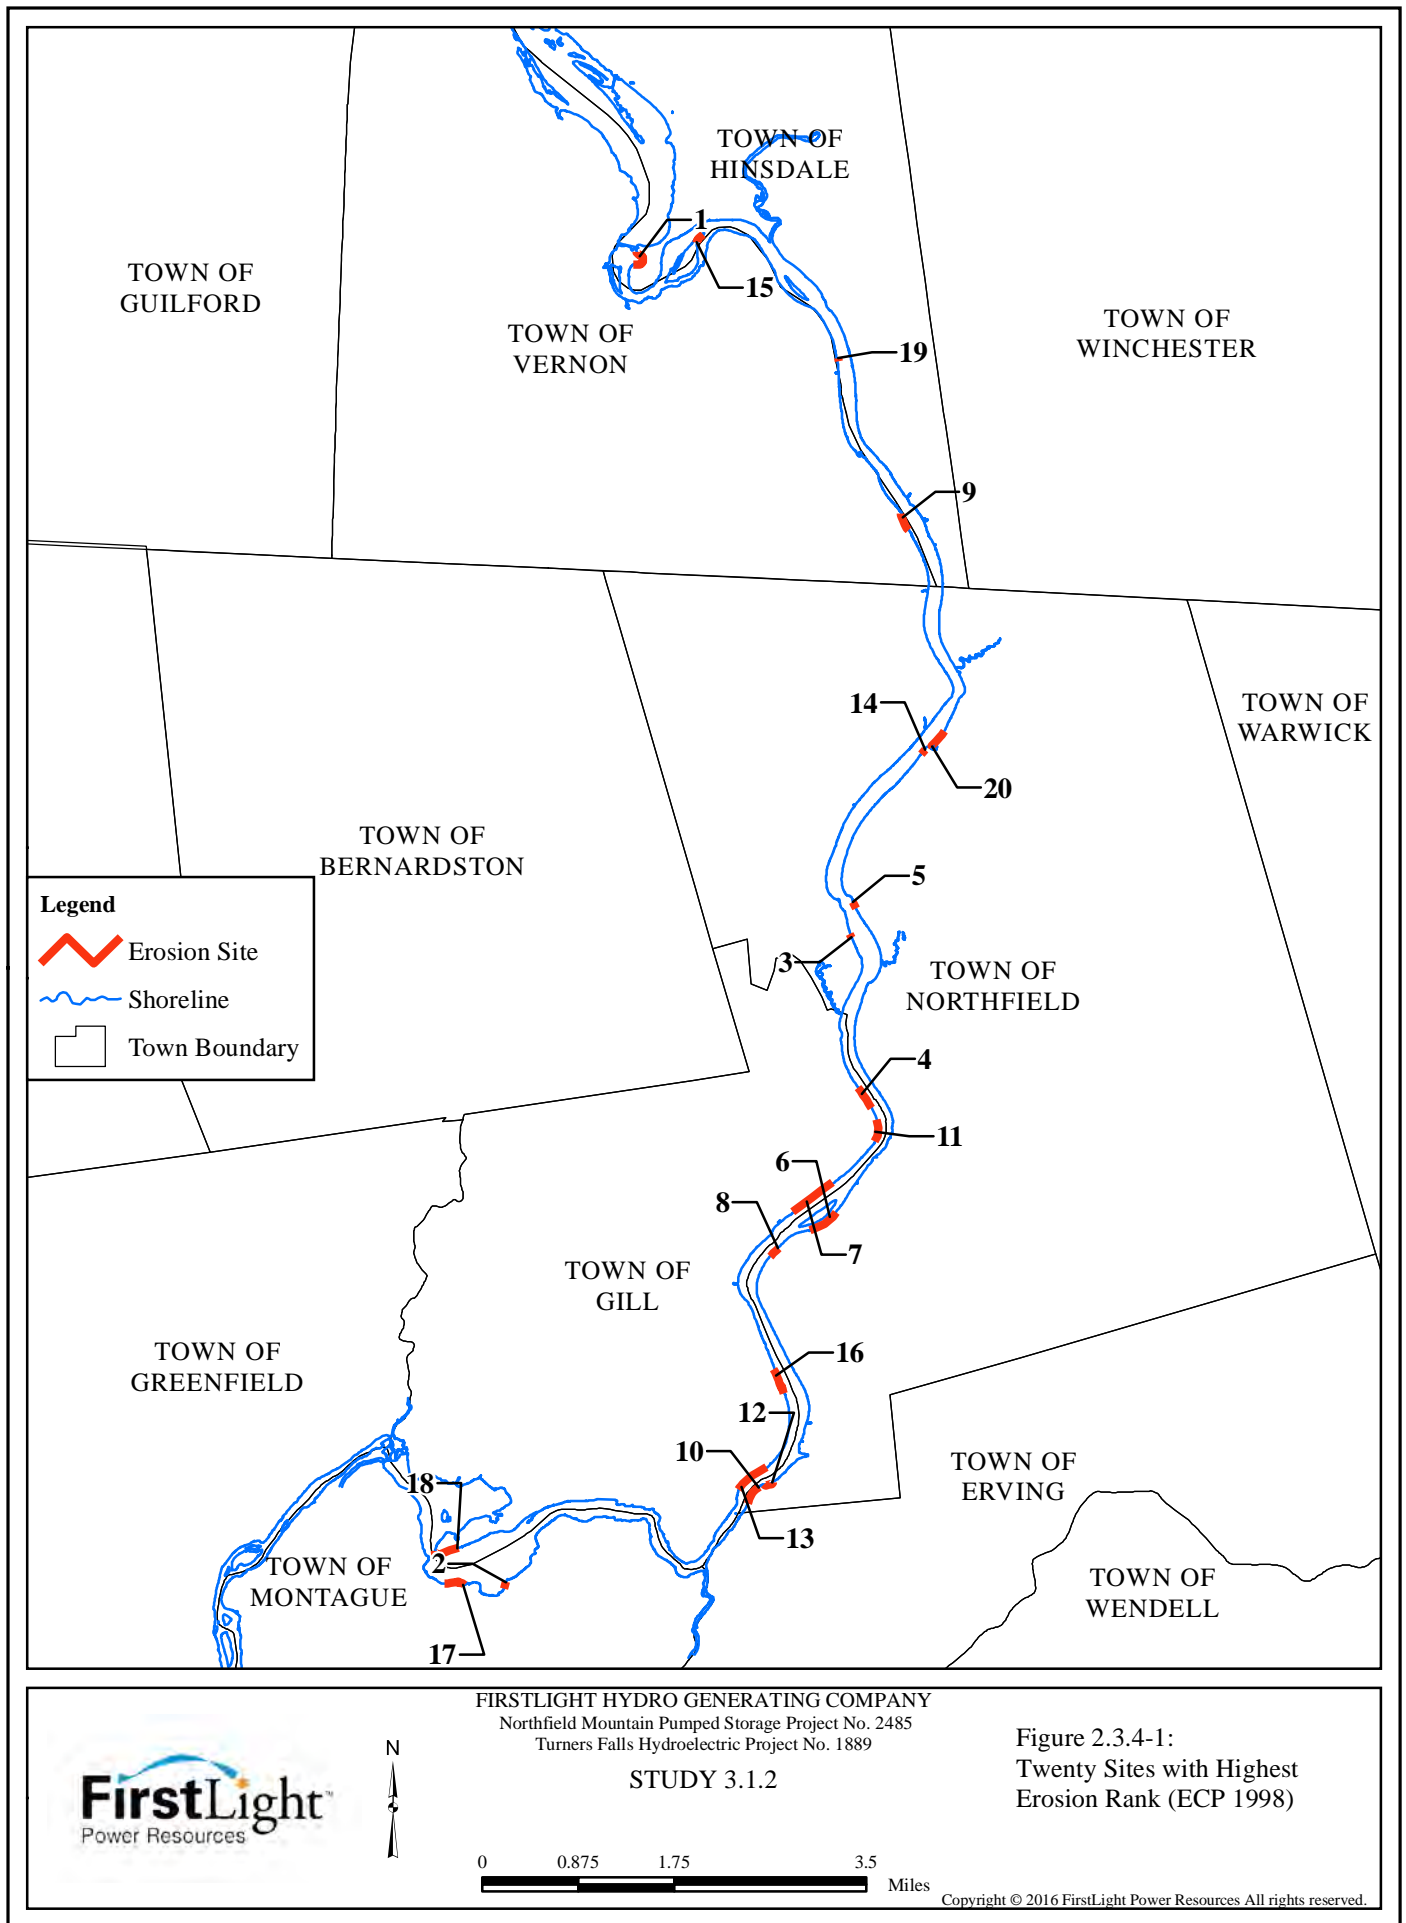 TOWN OF
HINSDALE
1
TOWN OF
GUILFORD
15
TOWN OF
VERNON
TOWN OF
WINCHESTER
19
9
14
TOWN OF
WARWICK
20
TOWN OF
BERNARDSTON
5
Legend
Erosion Site
Shoreline
Town Boundary
3
TOWN OF
NORTHFIELD
4
11
6
8
7
TOWN OF
GILL
TOWN OF
GREENFIELD
16
12
10
TOWN OF
ERVING
18
13
2
TOWN OF
MONTAGUE
TOWN OF
WENDELL
17
FIRSTLIGHT HYDRO GENERATING COMPANY
Northfield Mountain Pumped Storage Project No. 2485
Turners Falls Hydroelectric Project No. 1889
STUDY 3.1.2
Figure 2.3.4-1:
Twenty Sites with Highest
Erosion Rank (ECP 1998)
FirstLight™
Power Resources
N
0 0.875 1.75 3.5
Miles
Copyright © 2016 FirstLight Power Resources All rights reserved.